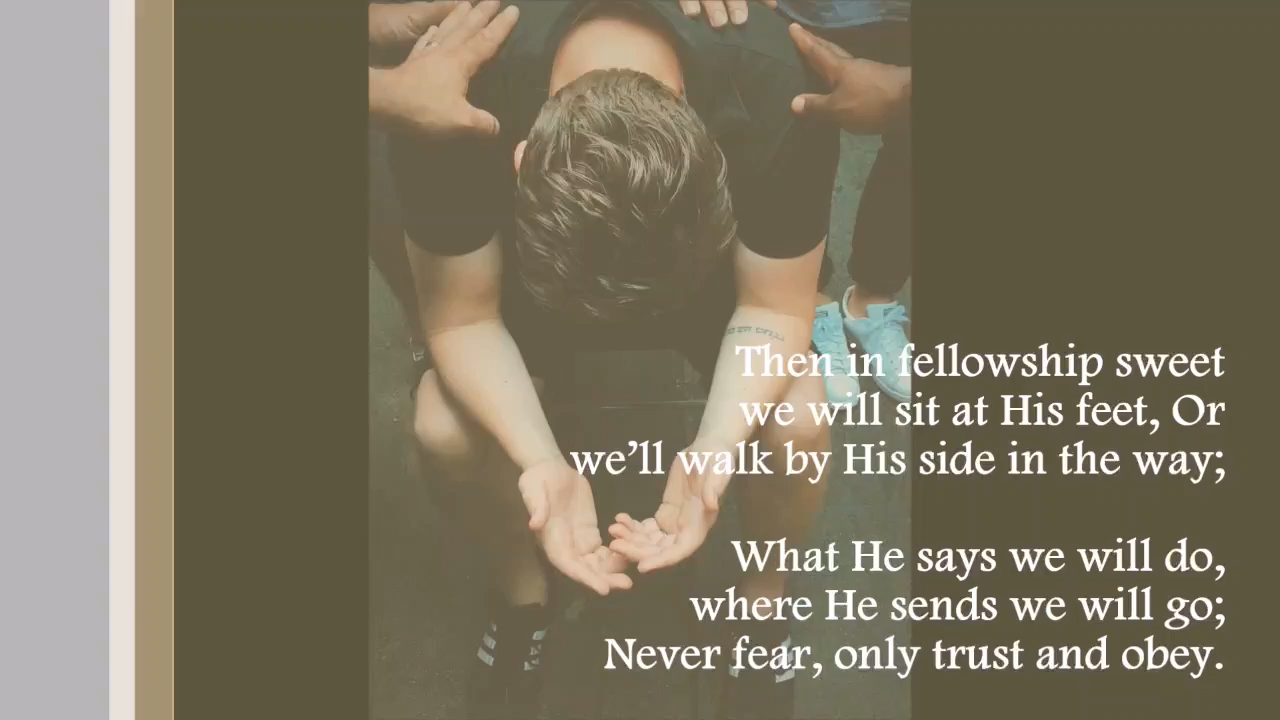 Then in fellowship sweet
we will sit at His feet, Or
we’ll walk by His side in the way;
What He says we will do,
where He sends we will go;
Never fear, only trust and obey.